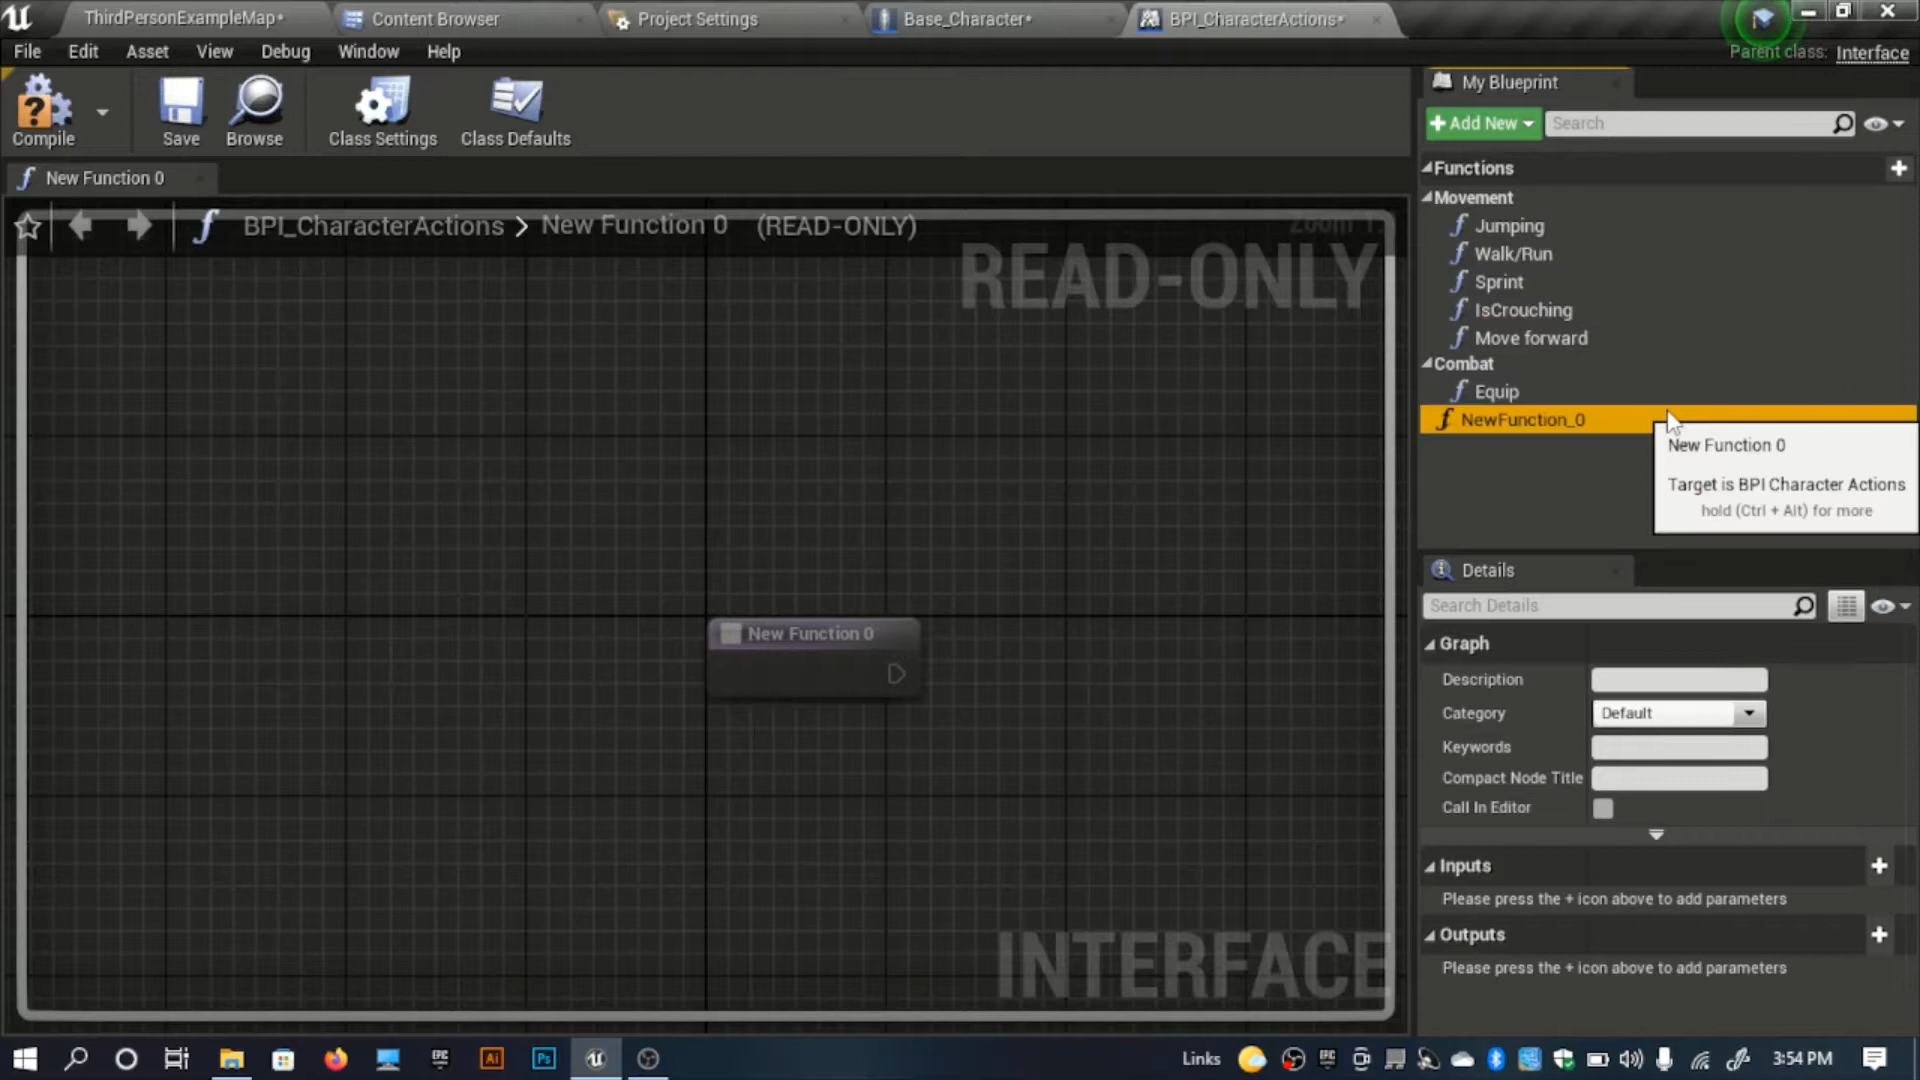 ThirdPersonExampleMap*
Content Browser
Project Settings
Base_Character*
BPI_CharacterActions*
File Edit Asset View Debug Window Help
Parent class: Interface
Compile
Save
Browse
Class Settings
Class Defaults
My Blueprint
Add New
Search
New Function 0
BPI_CharacterActions > New Function 0 (READ-ONLY)
READ-ONLY
Functions
Movement
Jumping
Walk/Run
Sprint
IsCrouching
Move forward
Combat
Equip
NewFunction_0
New Function 0
Target is BPI Character Actions
hold (Ctrl + Alt) for more
New Function 0
INTERFACE
Details
Search Details
Graph
Description
Category Default
Keywords
Compact Node Title
Call In Editor
Inputs
Please press the + icon above to add parameters
Outputs
Please press the + icon above to add parameters
EPIC
Ai
Ps
Links
EPIC
3:54 PM